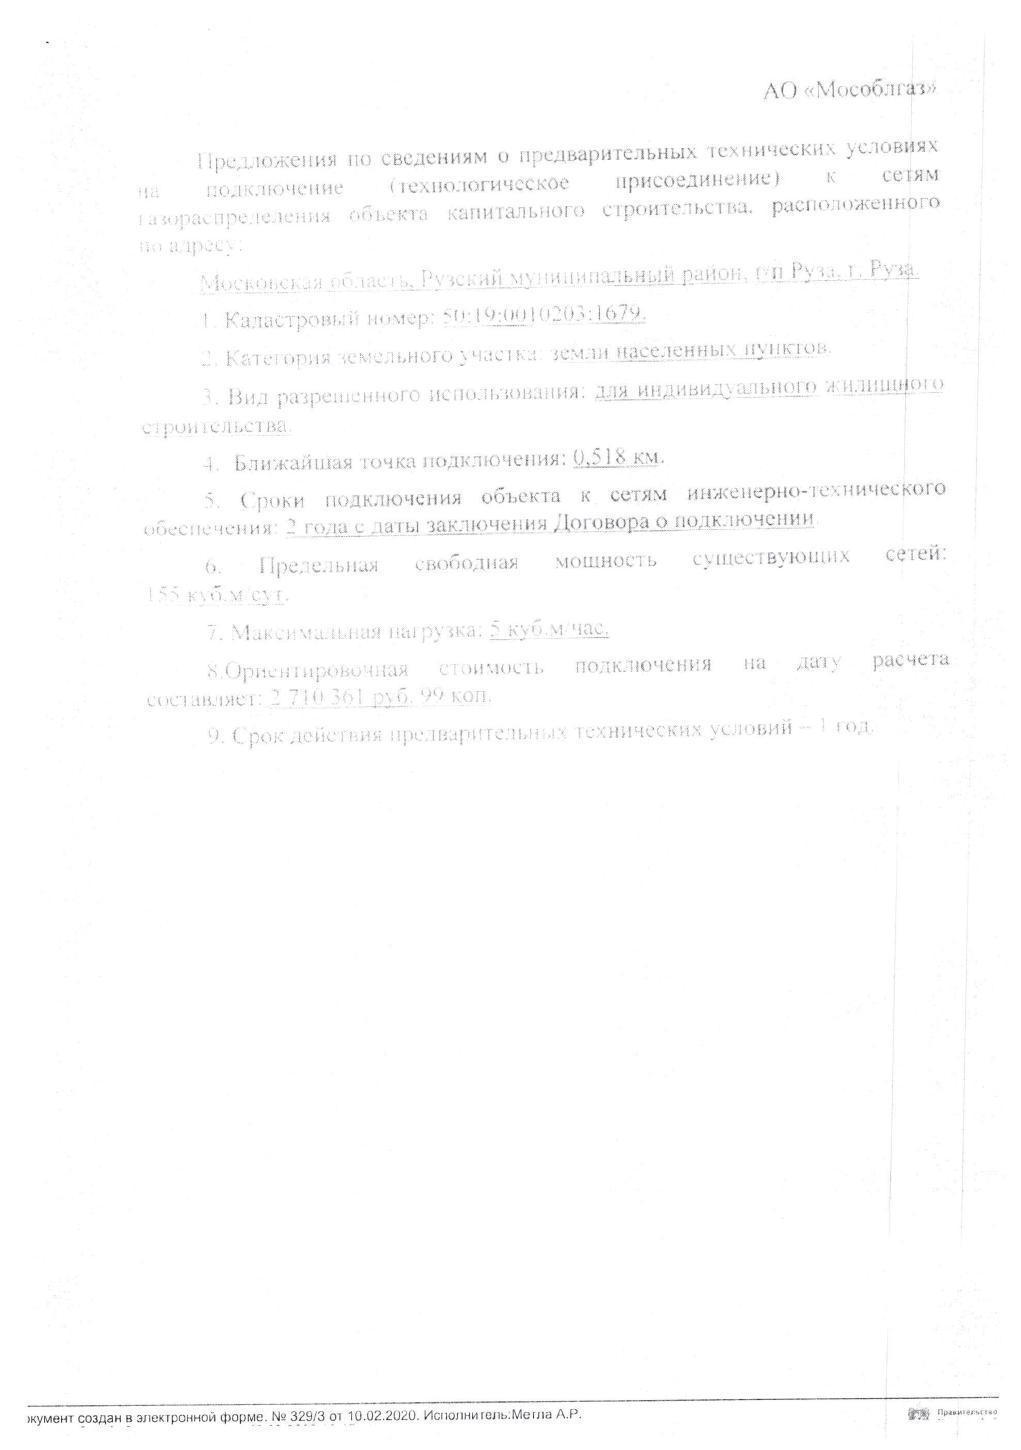 АО «Мособлгаз»
Предложения по сведениям о предварительных технических условиях
на подключение (технологическое присоединение) к сетям
газораспределения объекта капитального строительства, расположенного
по адресу:
Московская область, Рузский муниципальный район, г/п Руза, г. Руза.
1. Кадастровый номер: 50:19:0010203:1679.
2. Категория земельного участка: земли населенных пунктов.
3. Вид разрешенного использования: для индивидуального жилищного
строительства.
4. Ближайшая точка подключения: 0,518 км.
5. Сроки подключения объекта к сетям инженерно-технического
обеспечения: 2 года с даты заключения Договора о подключении.
6. Предельная свободная мощность существующих сетей:
155 куб.м/сут.
7. Максимальная нагрузка: 5 куб.м/час.
8.Ориентировочная стоимость подключения на дату расчета
составляет: 2 710 361 руб. 99 коп.
9. Срок действия предварительных технических условий – 1 год.
окумент создан в электронной форме. № 329/3 от 10.02.2020. Исполнитель:Метла А.Р.
Правительство